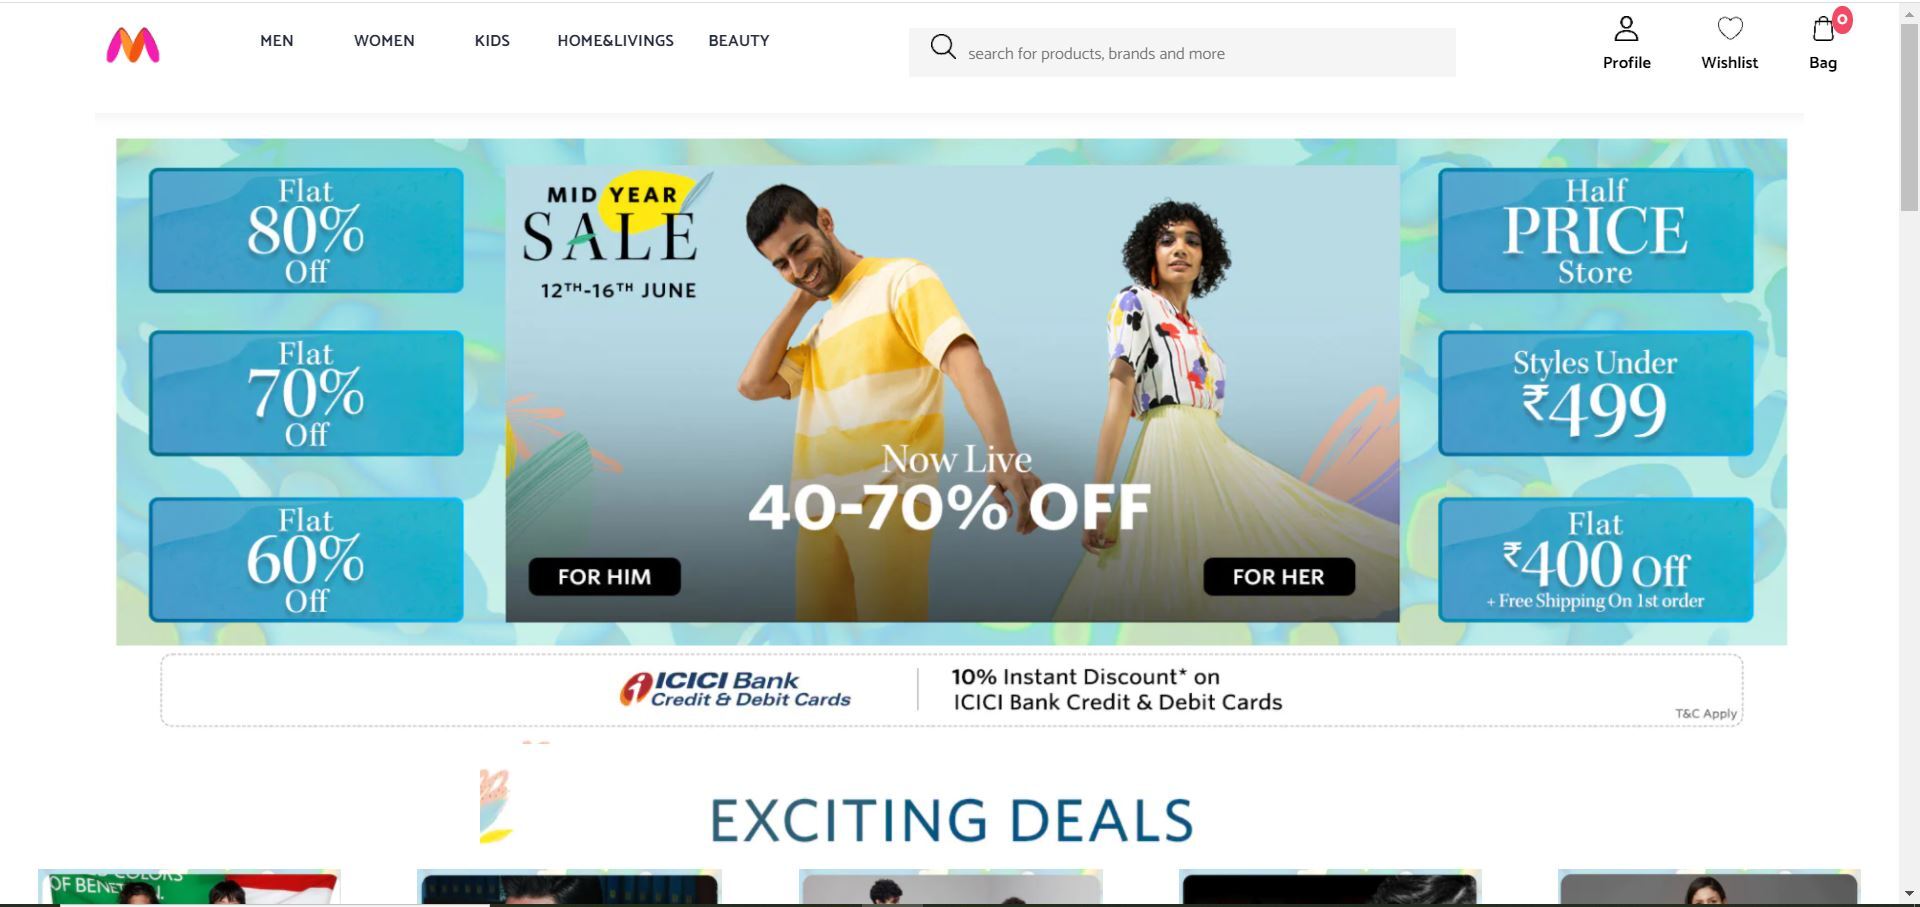 MEN
WOMEN
KIDS
HOME&LIVINGS
BEAUTY
search for products, brands and more
Profile
Wishlist
0
Bag
Flat
80%
Off
Flat
70%
Off
Flat
60%
Off
MID YEAR
SALE
12TH-16TH JUNE
Now Live
40-70% OFF
FOR HIM
FOR HER
Half
PRICE
Store
Styles Under
₹499
Flat
₹400 Off
+ Free Shipping On 1st order
ICICI Bank
Credit & Debit Cards
10% Instant Discount* on
ICICI Bank Credit & Debit Cards
T&C Apply
EXCITING DEALS
COLORS
OF BENETTON.